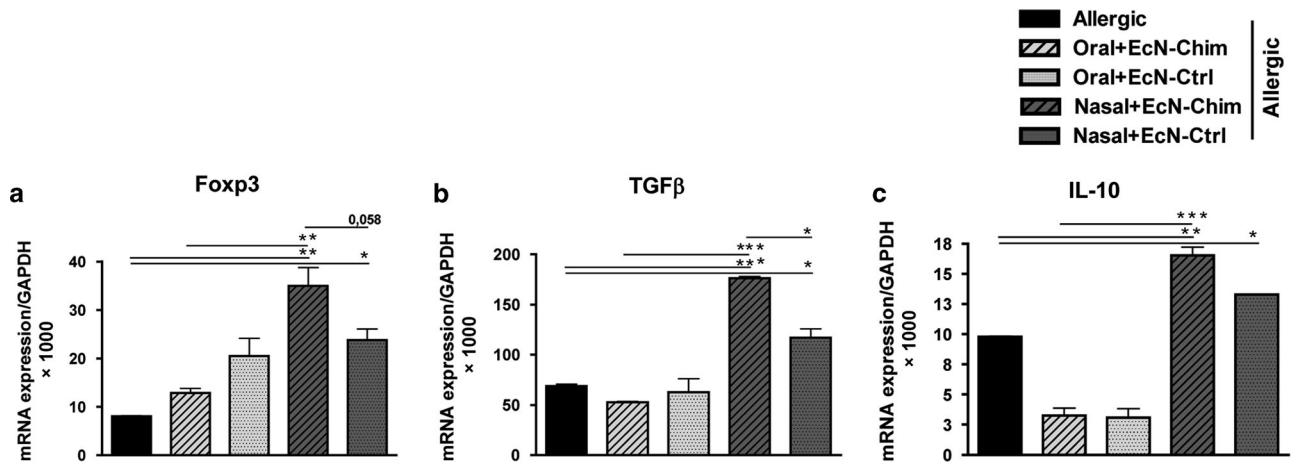 Allergic
Oral+EcN-Chim
Oral+EcN-Ctrl
Nasal+EcN-Chim
Nasal+EcN-Ctrl
Allergic
a
Foxp3
mRNA expression/GAPDH
× 1000
40
30
20
10
0
0,058
**
**
*
b
TGFβ
mRNA expression/GAPDH
× 1000
200
150
100
50
0
*
***
***
*
c
IL-10
mRNA expression/GAPDH
× 1000
18
15
13
10
8
5
3
0
***
**
*